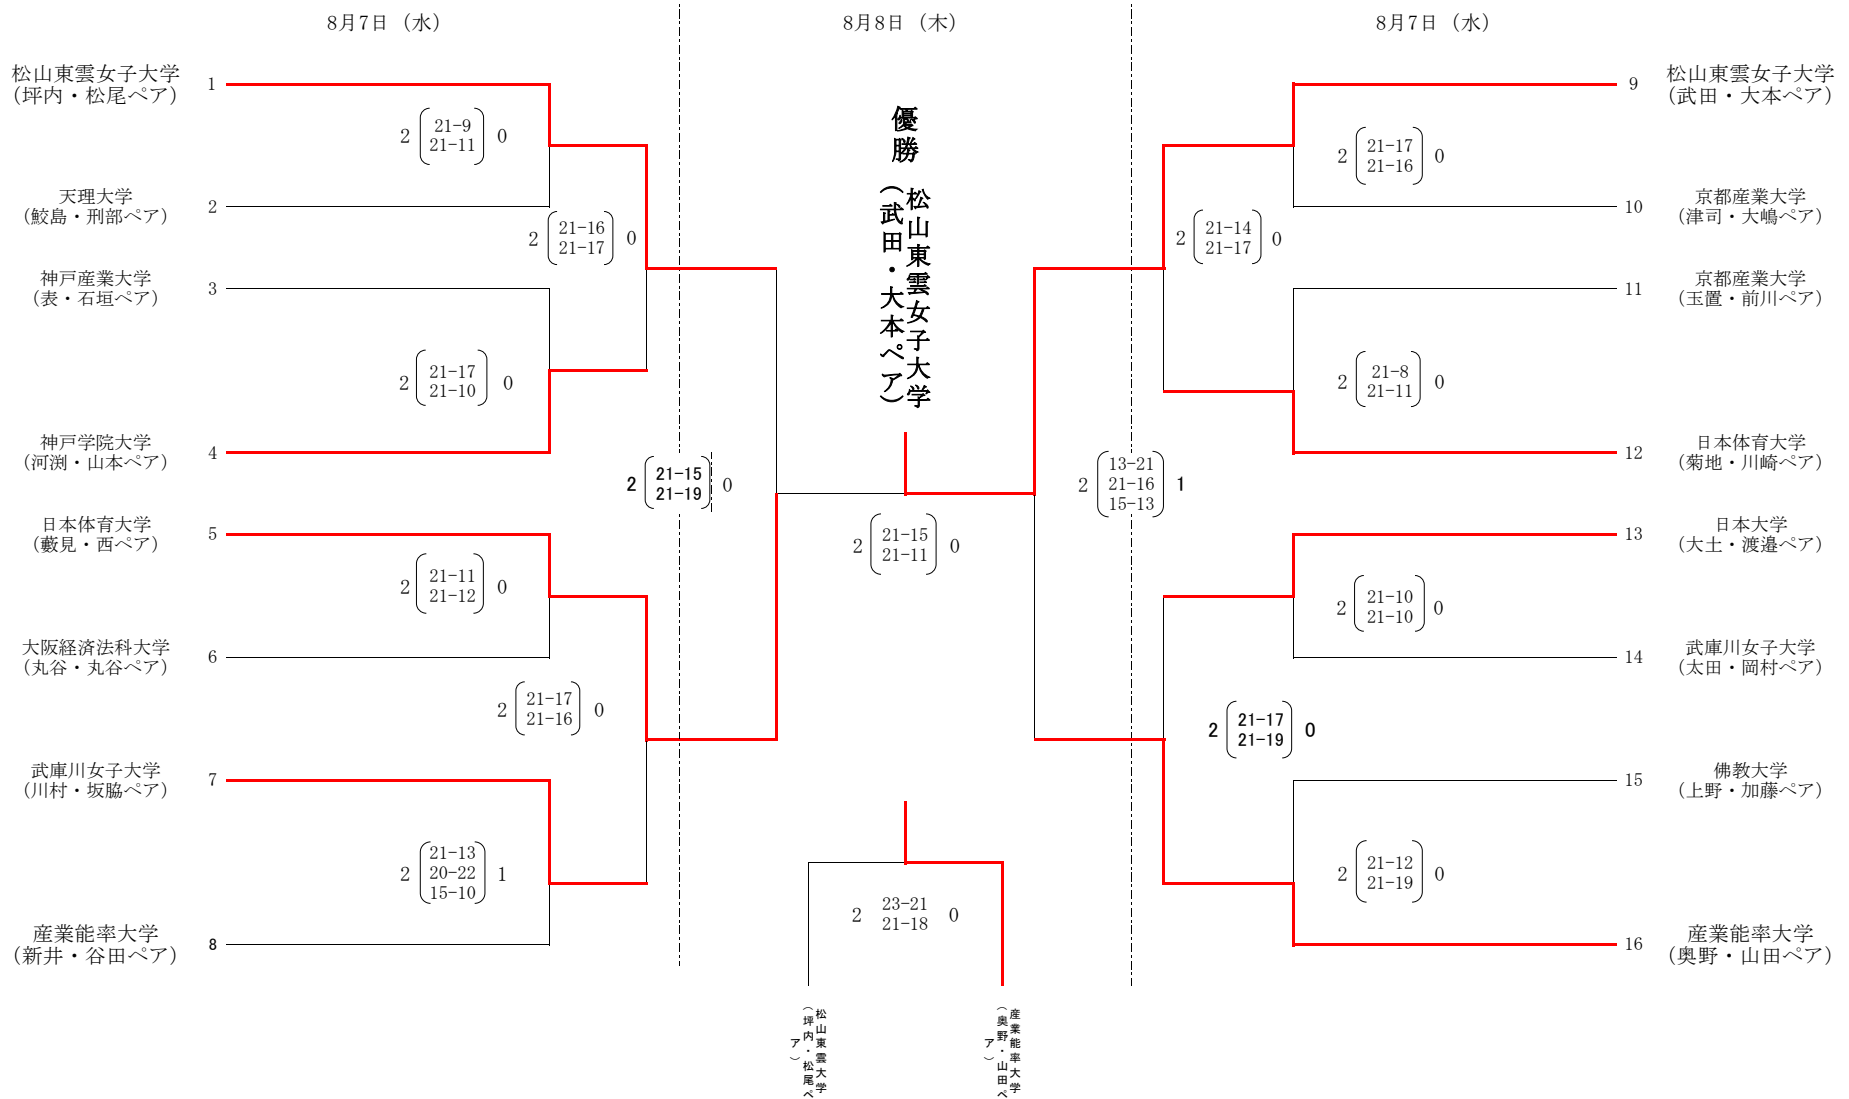 8月7日（水）
8月8日（木）
8月7日（水）
松山東雲女子大学
（坪内・松尾ペア）
1
2 21-9 0
21-11
天理大学
（鮫島・刑部ペア）
2
2 21-16 0
21-17
神戸産業大学
（表・石垣ペア）
3
2 21-17 0
21-10
神戸学院大学
（河渕・山本ペア）
4
2 21-15 0
21-19
日本体育大学
（藪見・西ペア）
5
2 21-11 0
21-12
大阪経済法科大学
（丸谷・丸谷ペア）
6
2 21-17 0
21-16
武庫川女子大学
（川村・坂脇ペア）
7
21-13
2 20-22 1
15-10
産業能率大学
（新井・谷田ペア）
8
優勝
松山東雲女子大学
（武田・大本ペア）
2 21-15 0
21-11
2 23-21 0
21-18
松山東雲大学
（坪内・松尾ペ
ア）
産業能率大学
（奥野・山田ペ
ア）
松山東雲女子大学
（武田・大本ペア）
9
2 21-17 0
21-16
京都産業大学
（津司・大嶋ペア）
10
2 21-14 0
21-17
京都産業大学
（玉置・前川ペア）
11
2 21-8 0
21-11
日本体育大学
（菊地・川崎ペア）
12
13-21
2 21-16 1
15-13
日本大学
（大土・渡邉ペア）
13
2 21-10 0
21-10
武庫川女子大学
（太田・岡村ペア）
14
2 21-17 0
21-19
佛教大学
（上野・加藤ペア）
15
2 21-12 0
21-19
産業能率大学
（奥野・山田ペア）
16